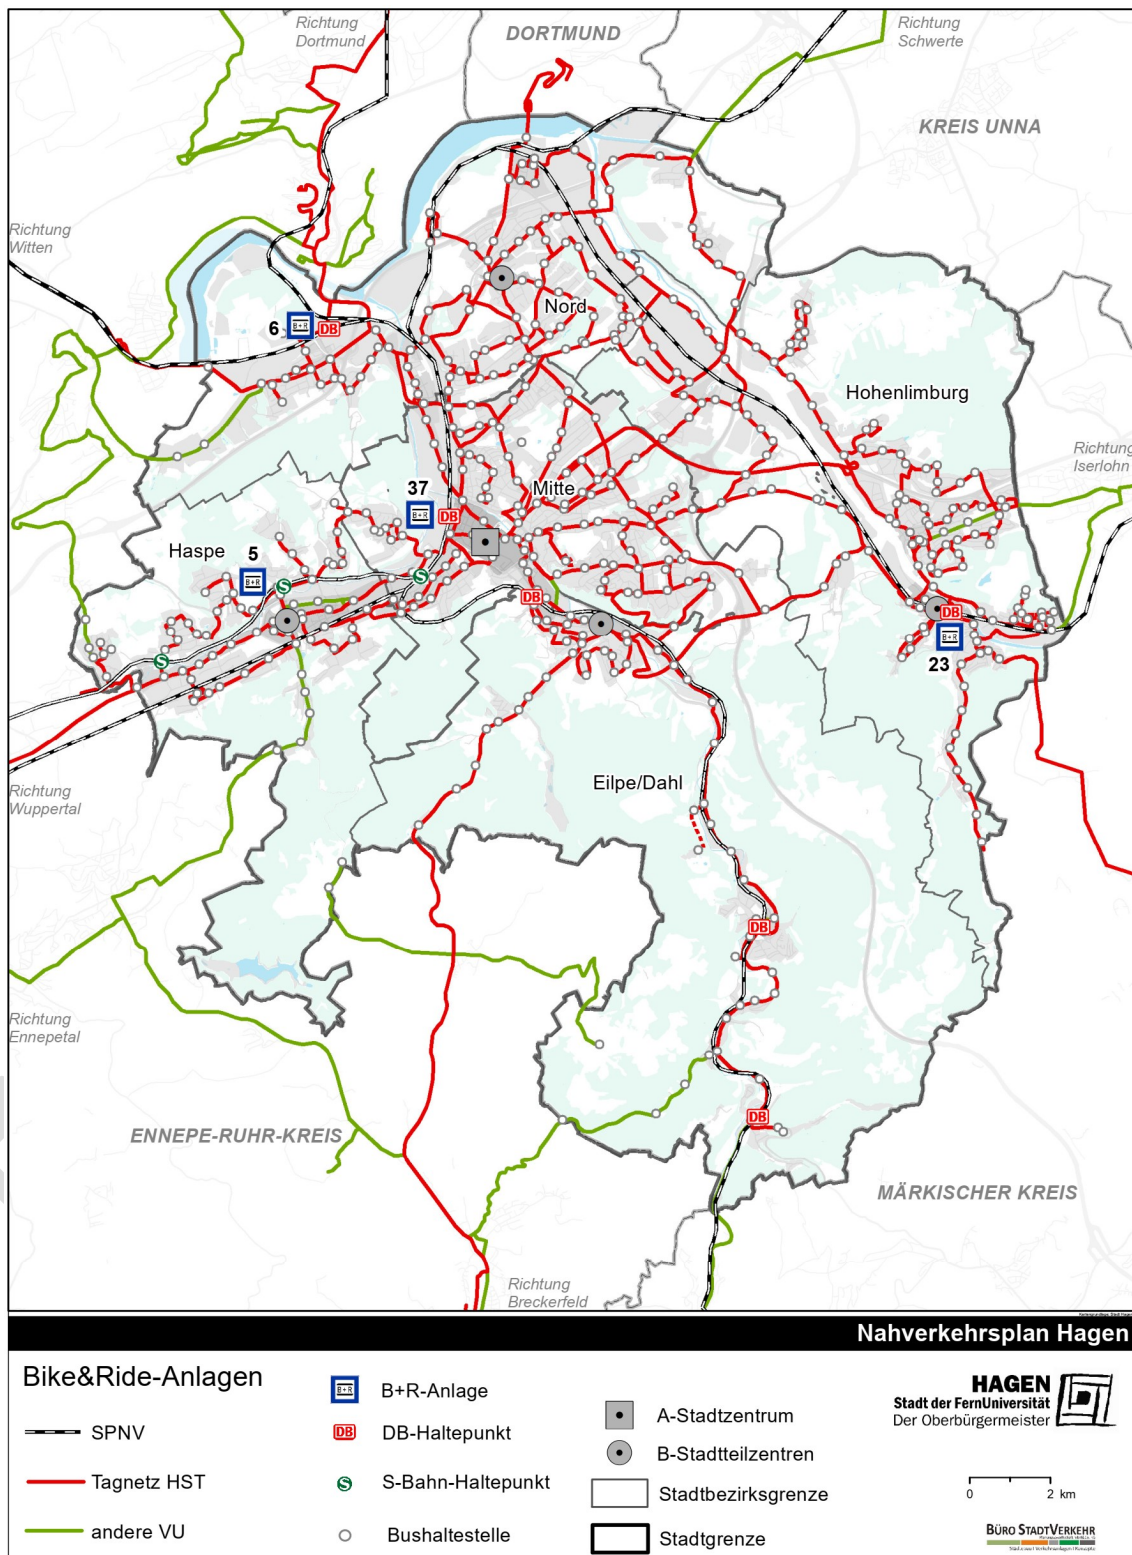 Richtung
Dortmund
DORTMUND
Richtung
Schwerte
KREIS UNNA
Richtung
Witten
6
B+R
DB
Nord
Hohenlimburg
Richtung
Iserlohn
37
B+R
DB
Mitte
Haspe
5
B+R
S
S
S
DB
DB
B+R
23
Richtung
Wuppertal
Eilpe/Dahl
DB
Richtung
Ennepetal
DB
ENNEPE-RUHR-KREIS
MÄRKISCHER KREIS
Richtung
Breckerfeld
Nahverkehrsplan Hagen
Bike&Ride-Anlagen
SPNV
Tagnetz HST
andere VU
B+R
B+R-Anlage
DB
DB-Haltepunkt
S
S-Bahn-Haltepunkt
Bushaltestelle
A-Stadtzentrum
B-Stadtteilzentren
Stadtbezirksgrenze
Stadtgrenze
HAGEN
Stadt der FernUniversität
Der Oberbürgermeister
0 2 km
BÜRO STADTVERKEHR